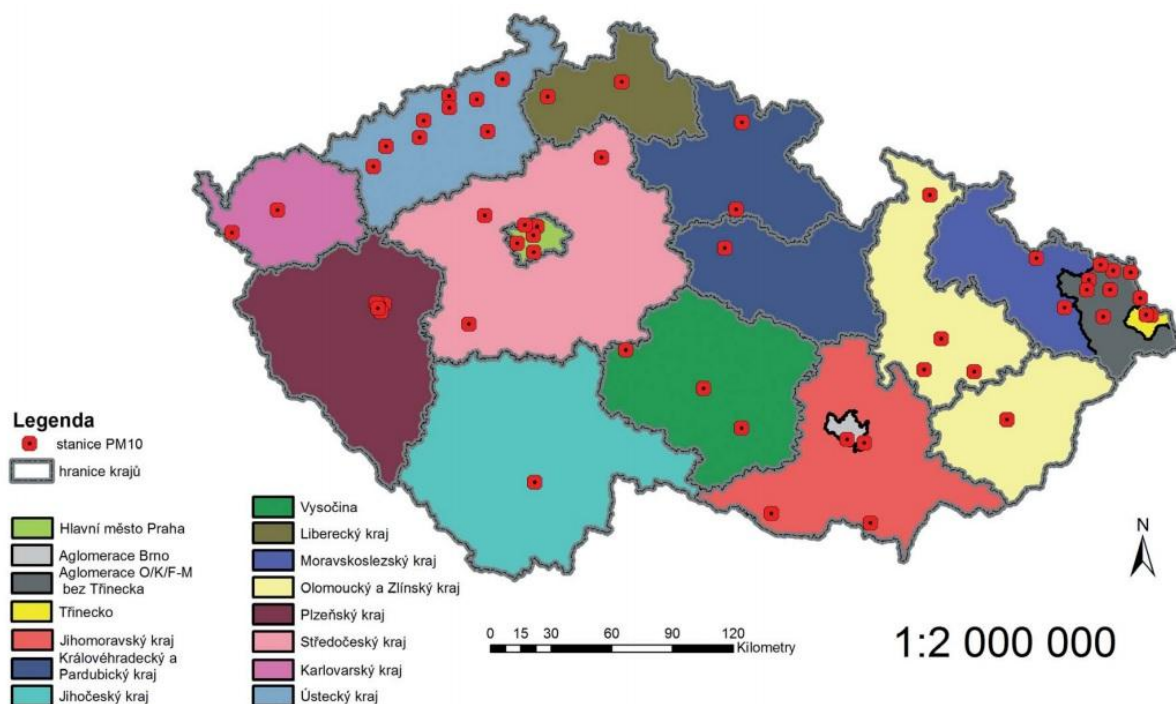 Legenda
stanice PM10
hranice krajů
Hlavní město Praha
Aglomerace Brno
Aglomerace O/K/F-M
bez Třinecka
Třinecko
Jihomoravský kraj
Královéhradecký a
Pardubický kraj
Jihočeský kraj
Vysočina
Liberecký kraj
Moravskoslezský kraj
Olomoucký a Zlínský kraj
Plzeňský kraj
Středočeský kraj
Karlovarský kraj
Ústecký kraj
0 15 30 60 90 120
Kilometry
1:2 000 000
N